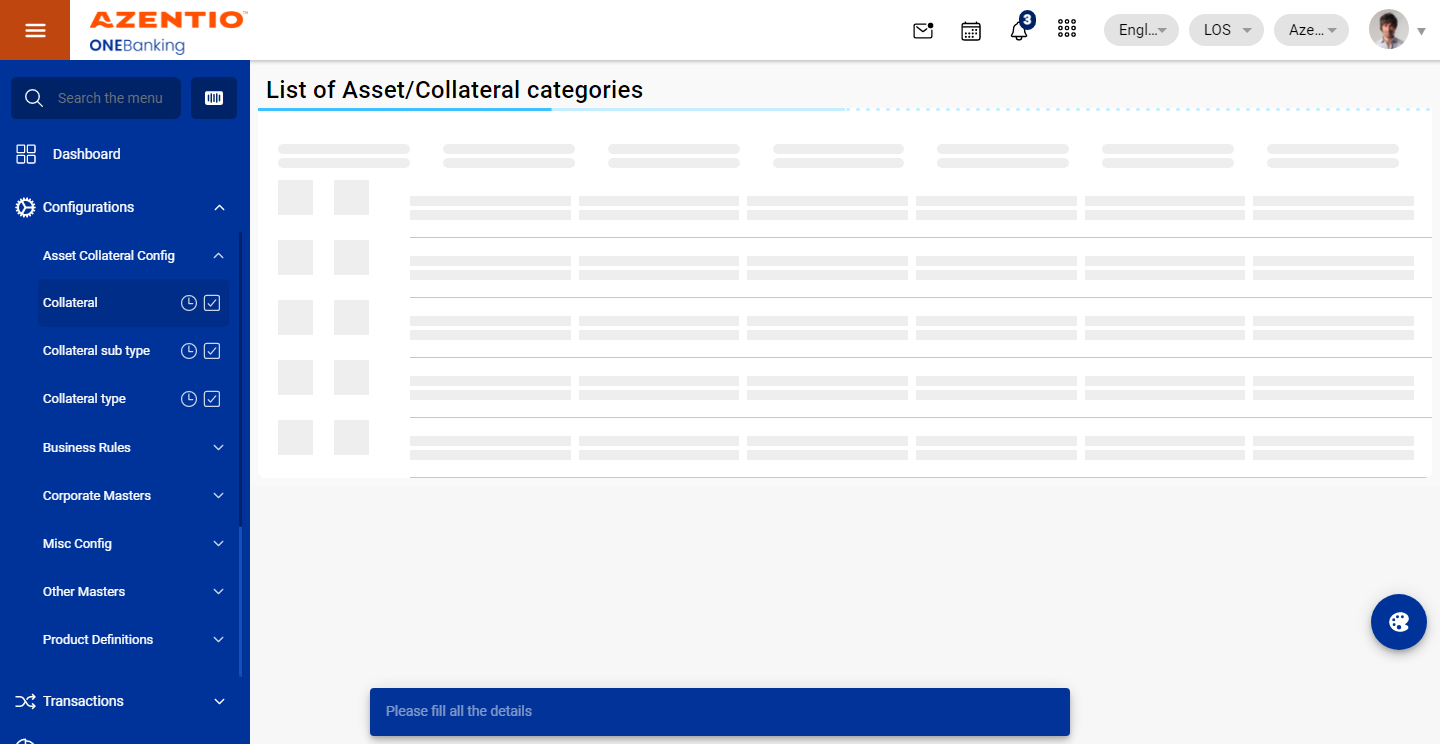 AZENTIO™
ONEBanking
3
Engl...
LOS
Aze...
Search the menu
Dashboard
Configurations
Asset Collateral Config
Collateral
Collateral sub type
Collateral type
Business Rules
Corporate Masters
Misc Config
Other Masters
Product Definitions
Transactions
List of Asset/Collateral categories
Please fill all the details